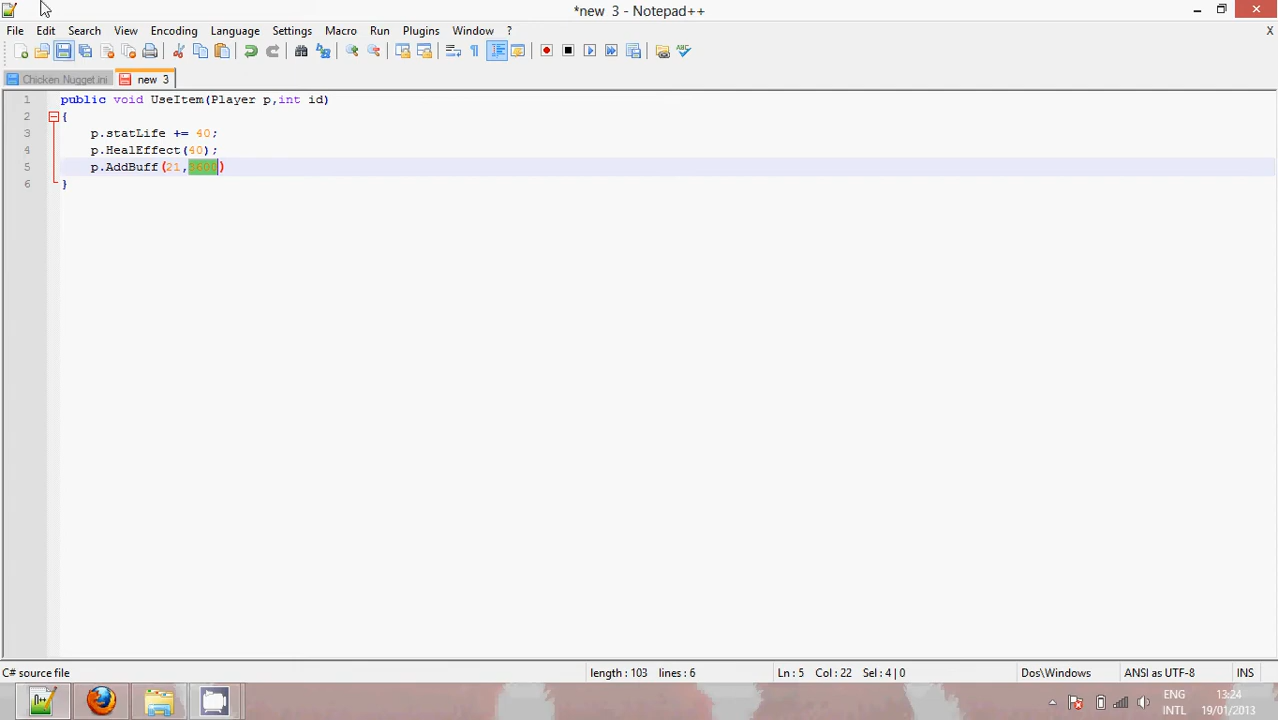 *new 3 - Notepad++
File Edit Search View Encoding Language Settings Macro Run Plugins Window ? X
Chicken Nugget.ini new 3
1 public void UseItem(Player p,int id)
2 {
3 p.statLife += 40;
4 p.HealEffect(40);
5 p.AddBuff(21,3600)
6 }
C# source file length : 103 lines : 6 Ln : 5 Col : 22 Sel : 4 | 0 Dos\Windows ANSI as UTF-8 INS
ENG 13:24
INTL 19/01/2013